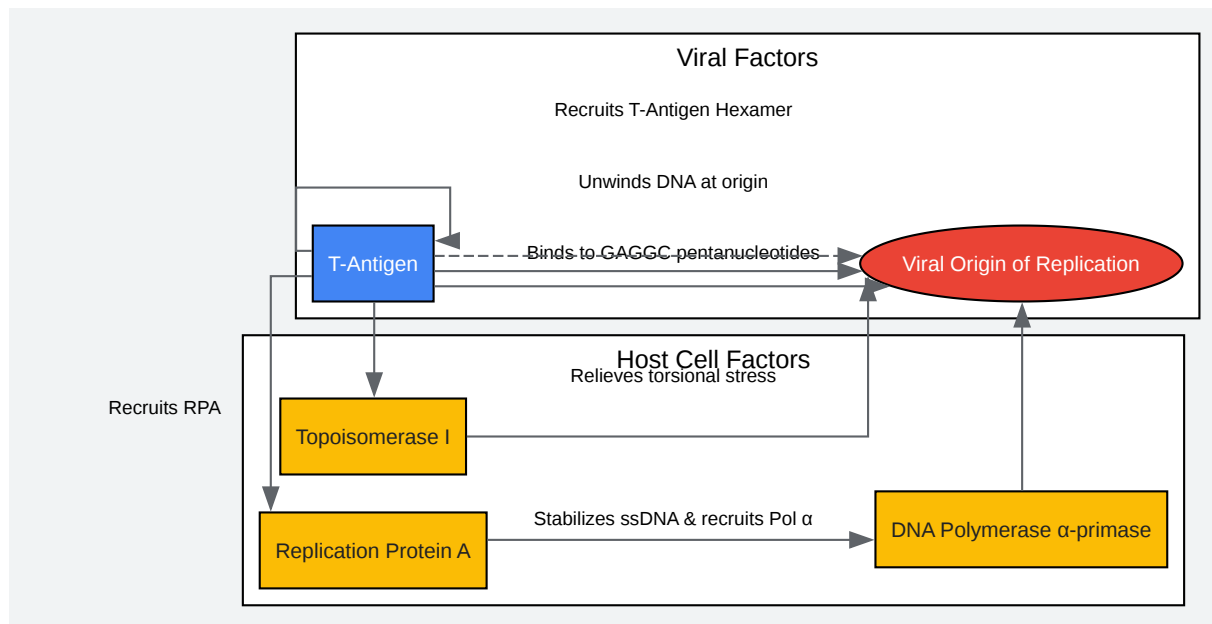 Viral Factors
Recruits T-Antigen Hexamer
Unwinds DNA at origin
Binds to GAGGC pentanucleotides
T-Antigen
Viral Origin of Replication
Host Cell Factors
Relieves torsional stress
Recruits RPA
Topoisomerase I
Stabilizes ssDNA & recruits Pol α
DNA Polymerase α-primase
Replication Protein A